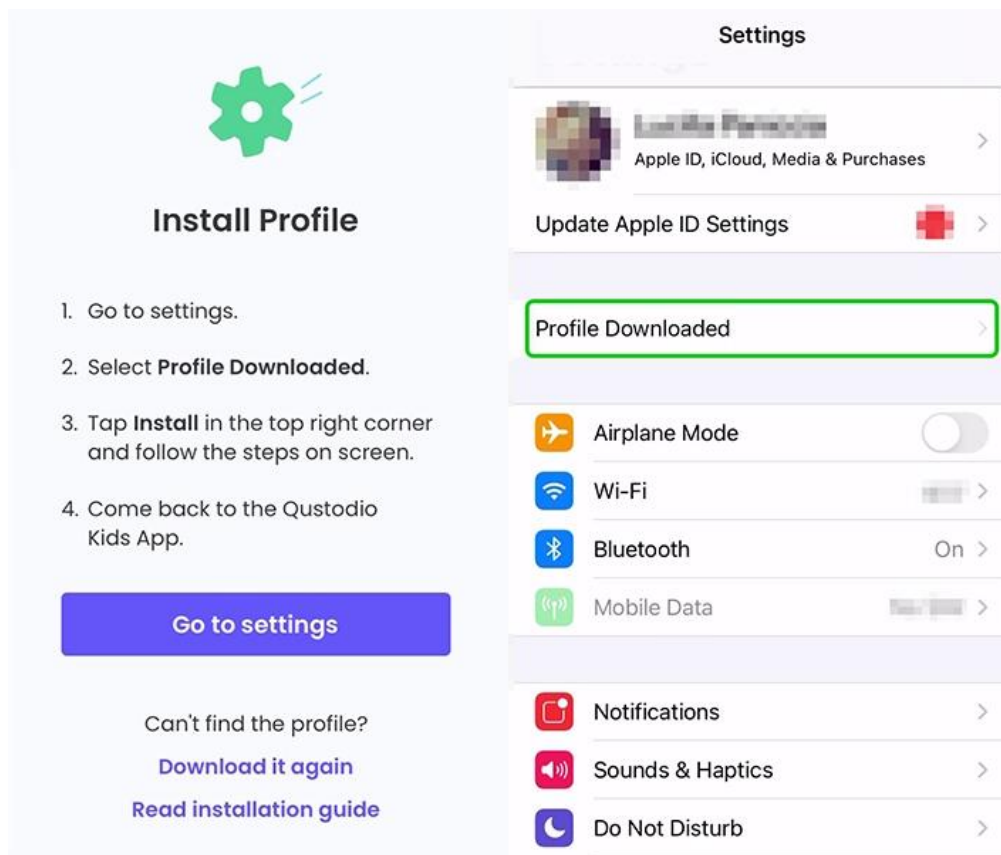 Install Profile
1. Go to settings.
2. Select Profile Downloaded.
3. Tap Install in the top right corner
and follow the steps on screen.
4. Come back to the Qustodio
Kids App.
Go to settings
Can't find the profile?
Download it again
Read installation guide
Settings
Apple ID, iCloud, Media & Purchases
Update Apple ID Settings
Profile Downloaded
Airplane Mode
Wi-Fi
Bluetooth On
Mobile Data
Notifications
Sounds & Haptics
Do Not Disturb